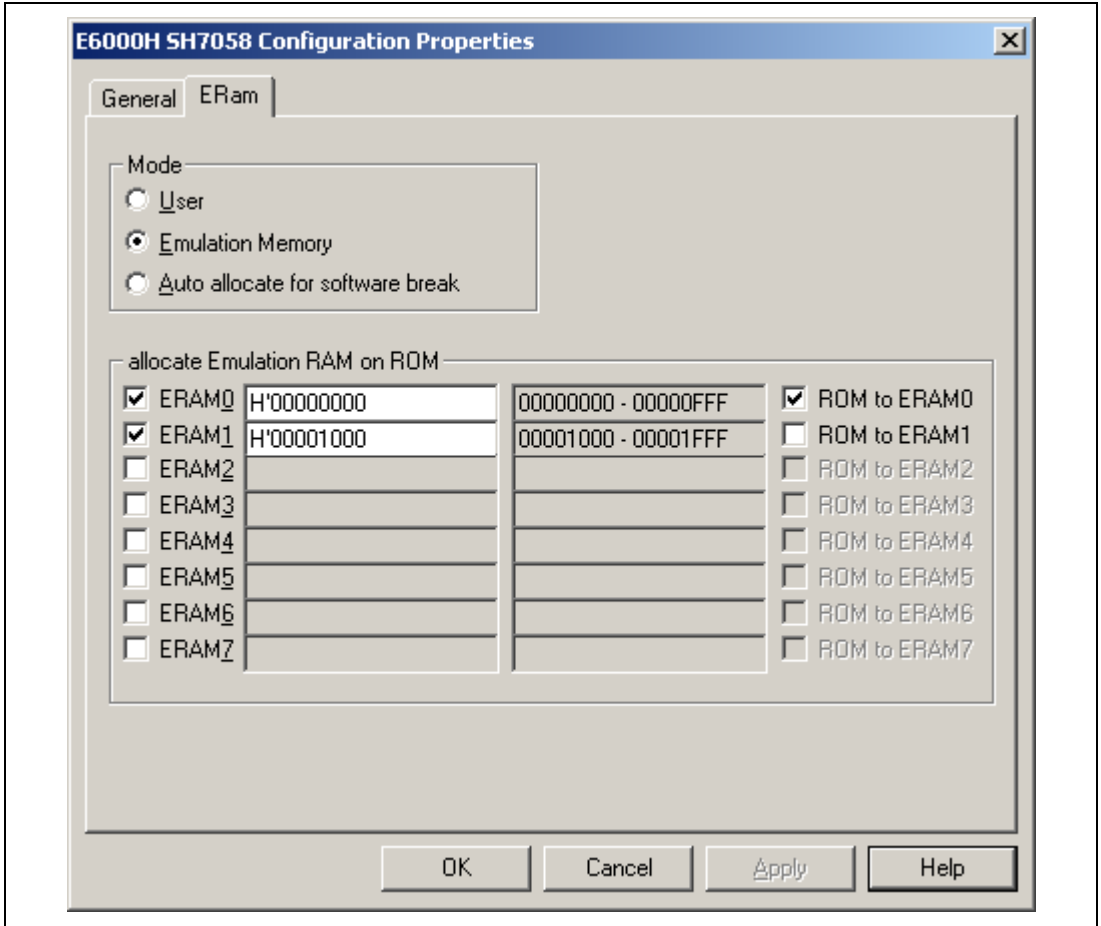 E6000H SH7058 Configuration Properties
General ERam
Mode
User
Emulation Memory
Auto allocate for software break
allocate Emulation RAM on ROM
ERAM0 H'00000000 00000000 - 00000FFF ROM to ERAM0
ERAM1 H'00001000 00001000 - 00001FFF ROM to ERAM1
ERAM2 ROM to ERAM2
ERAM3 ROM to ERAM3
ERAM4 ROM to ERAM4
ERAM5 ROM to ERAM5
ERAM6 ROM to ERAM6
ERAM7 ROM to ERAM7
OK Cancel Apply Help